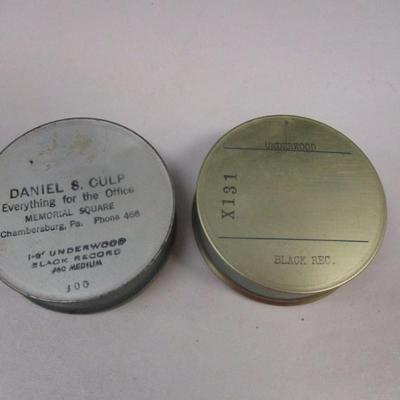 DANIEL S. CULP
Everything for the Office
MEMORIAL SQUARE
Chambersburg, Pa. Phone 466
1-9' UNDERWOOD
BLACK RECORD
MEDIUM
100
UNDERWOOD
X131
BLACK REC.